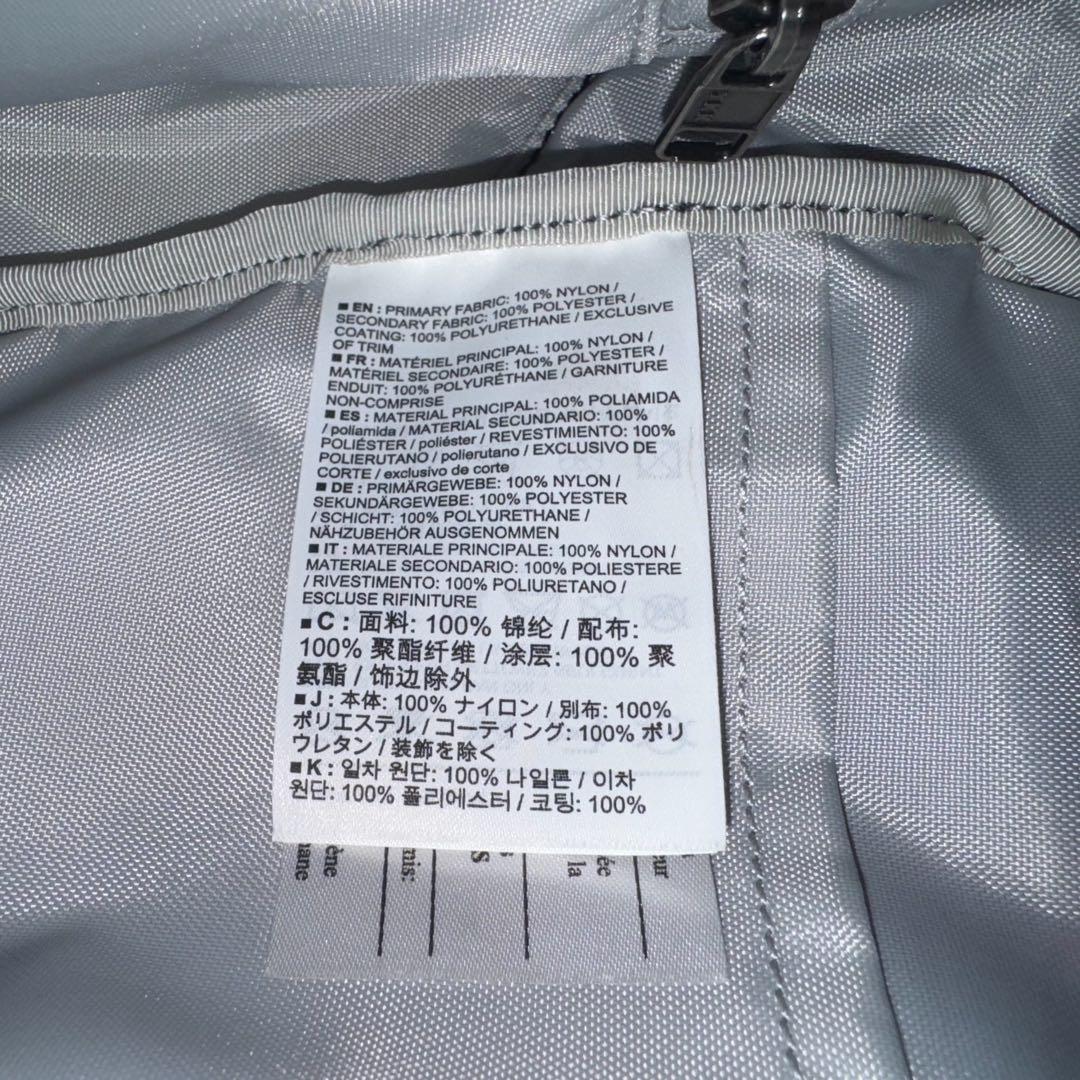 ■ EN : PRIMARY FABRIC: 100% NYLON /
SECONDARY FABRIC: 100% POLYESTER /
COATING: 100% POLYURETHANE / EXCLUSIVE
OF TRIM
■ FR : MATÉRIEL PRINCIPAL: 100% NYLON /
MATÉRIEL SECONDAIRE: 100% POLYESTER /
ENDUIT: 100% POLYURÉTHANE / GARNITURE
NON-COMPRISE
■ ES : MATERIAL PRINCIPAL: 100% POLIAMIDA
/ poliamida / MATERIAL SECUNDARIO: 100%
POLIÉSTER / poliéster / REVESTIMIENTO: 100%
POLIERUTANO / polierutano / EXCLUSIVO DE
CORTE / exclusivo de corte
■ DE : PRIMÄRGEWEBE: 100% NYLON /
SEKUNDÄRGEWEBE: 100% POLYESTER
/ SCHICHT: 100% POLYURETHANE /
NÄHZUBEHÖR AUSGENOMMEN
■ IT : MATERIALE PRINCIPALE: 100% NYLON /
MATERIALE SECONDARIO: 100% POLIESTERE
/ RIVESTIMENTO: 100% POLIURETANO /
ESCLUSE RIFINITURE
■ C : 面料: 100% 锦纶 / 配布:
100% 聚酯纤维 / 涂层: 100% 聚
氨酯 / 饰边除外
■ J : 本体: 100% ナイロン / 別布: 100%
ポリエステル / コーティング: 100% ポリ
ウレタン / 装飾を除く
■ K : 일차 원단: 100% 나일론 / 이차
원단: 100% 폴리에스터 / 코팅: 100%